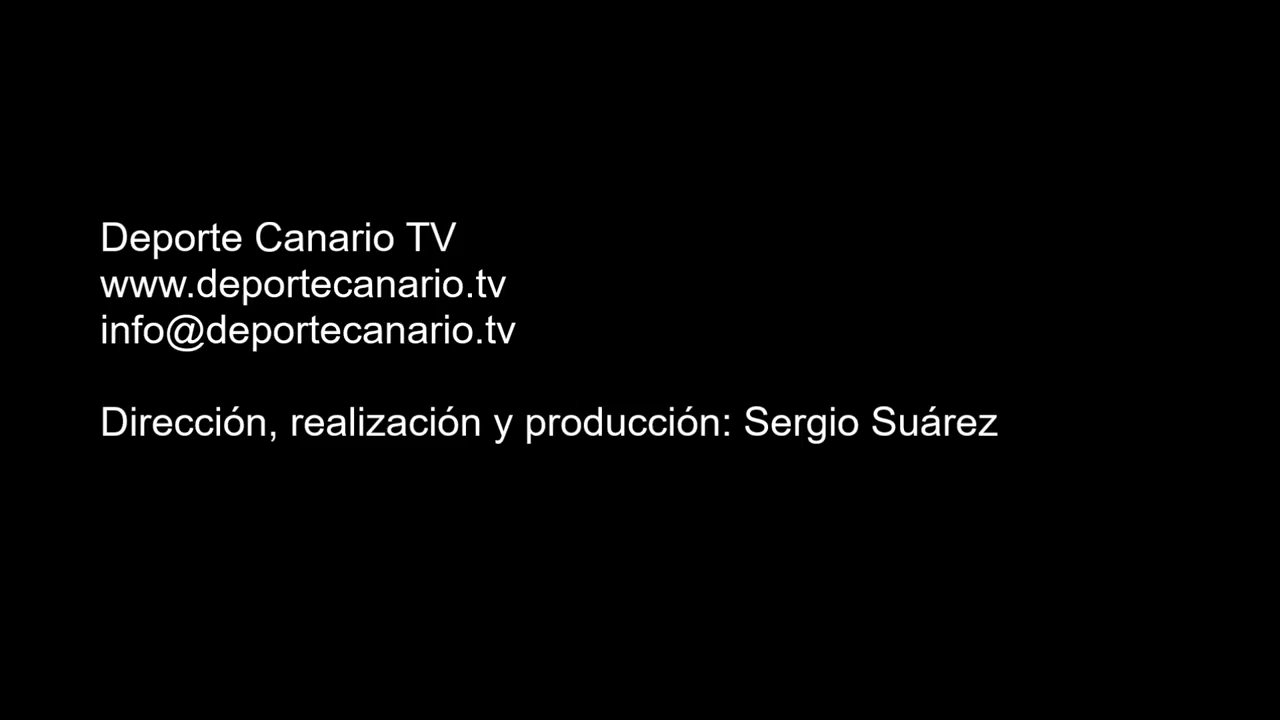 Deporte Canario TV
www.deportecanario.tv
info@deportecanario.tv
Dirección, realización y producción: Sergio Suárez